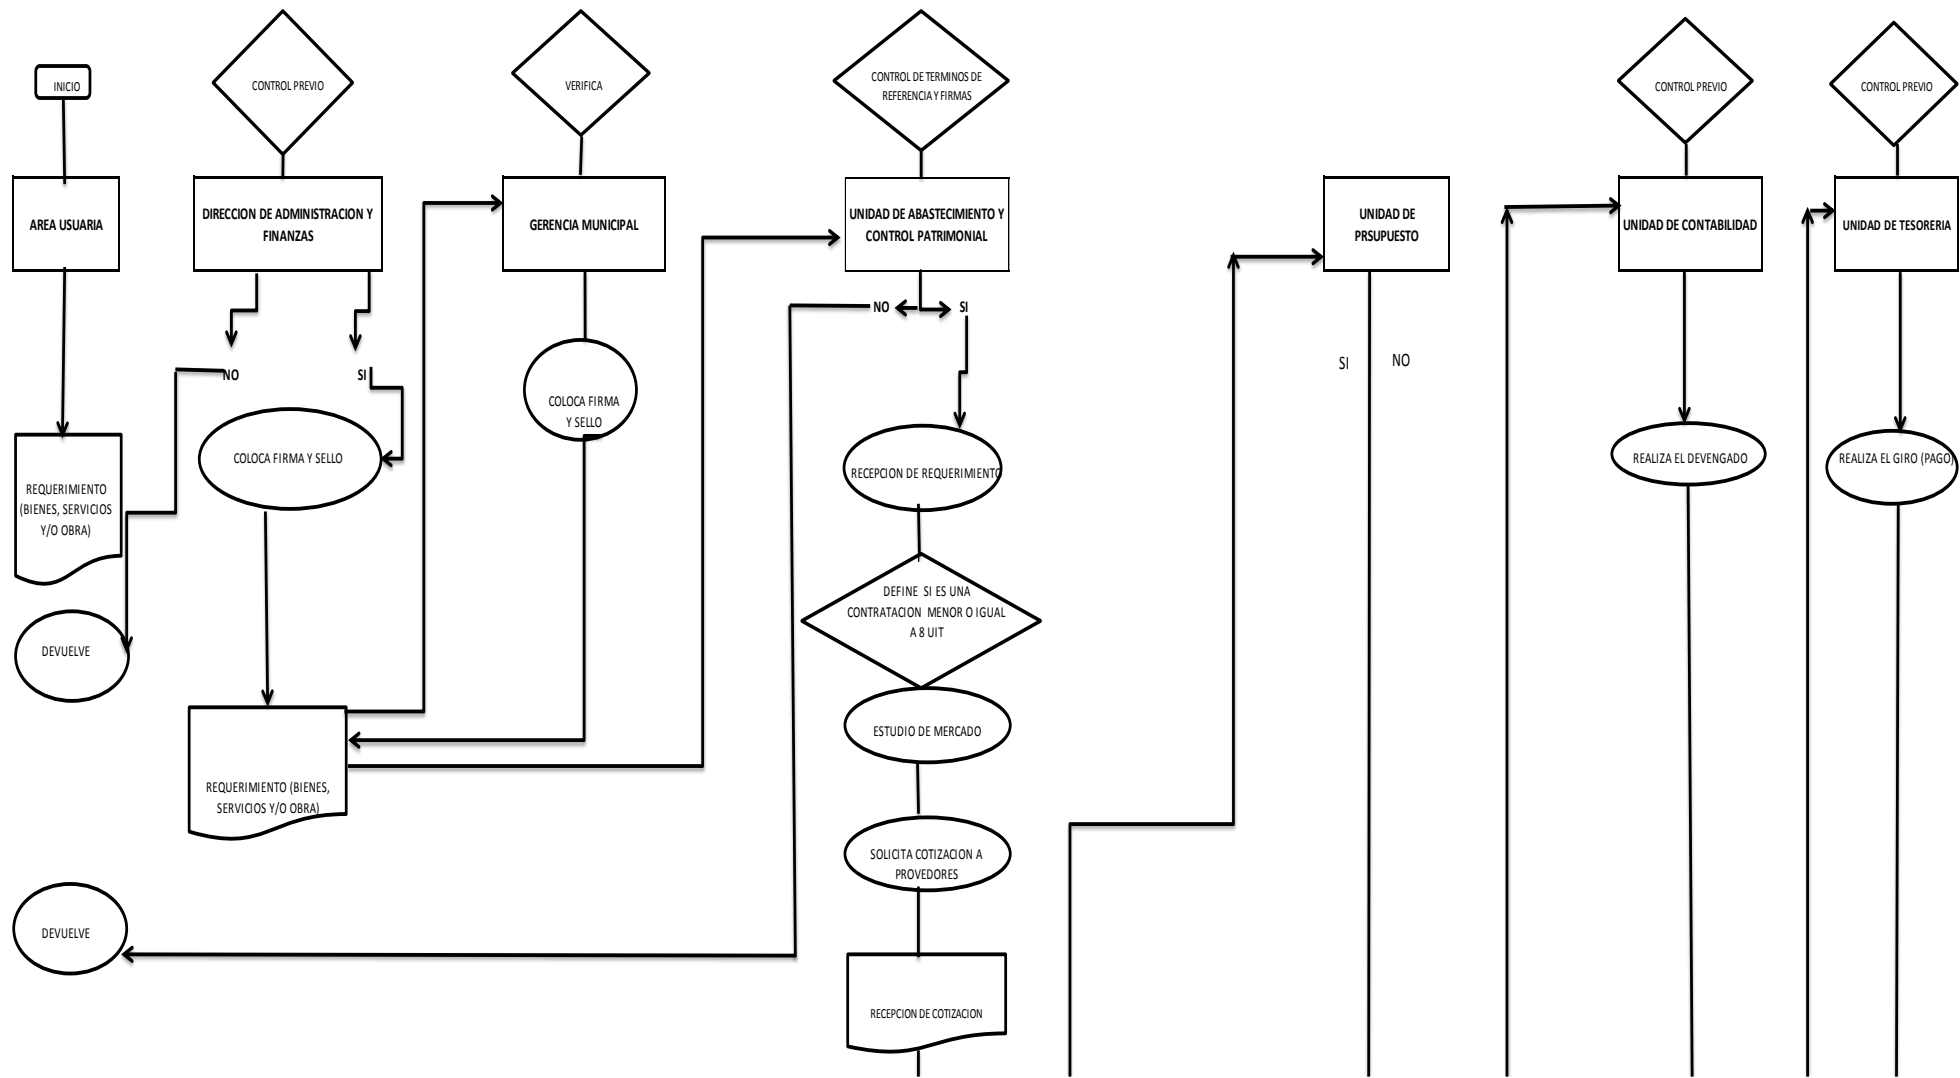 INICIO
CONTROL PREVIO
VERIFICA
CONTROL DE TERMINOS DE
REFERENCIA Y FIRMAS
CONTROL PREVIO
CONTROL PREVIO
AREA USUARIA
DIRECCION DE ADMINISTRACION Y
FINANZAS
GERENCIA MUNICIPAL
UNIDAD DE ABASTECIMIENTO Y
CONTROL PATRIMONIAL
UNIDAD DE
PRSUPUESTO
UNIDAD DE CONTABILIDAD
UNIDAD DE TESORERIA
NO
SI
SI
NO
NO
SI
COLOCA FIRMA
Y SELLO
COLOCA FIRMA Y SELLO
RECEPCION DE REQUERIMIENTO
REALIZA EL DEVENGADO
REALIZA EL GIRO (PAGO)
REQUERIMIENTO
(BIENES, SERVICIOS
Y/O OBRA)
DEFINE SI ES UNA
CONTRATACION MENOR O IGUAL
A 8 UIT
DEVUELVE
ESTUDIO DE MERCADO
REQUERIMIENTO (BIENES,
SERVICIOS Y/O OBRA)
SOLICITA COTIZACION A
PROVEDORES
DEVUELVE
RECEPCION DE COTIZACION